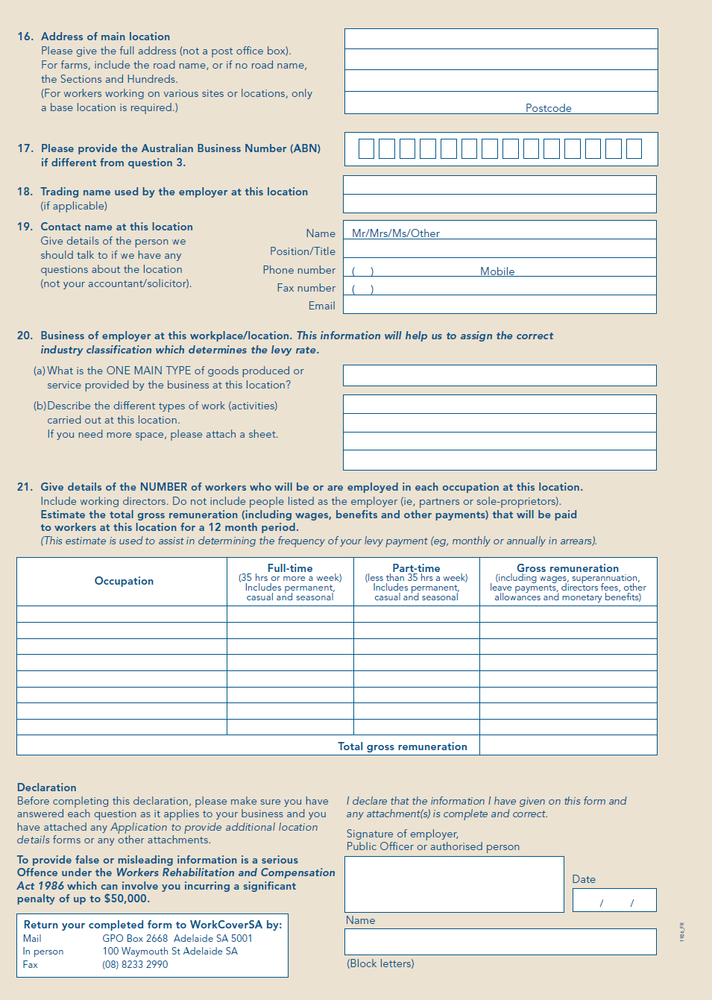 16. Address of main location
Please give the full address (not a post office box).
For farms, include the road name, or if no road name,
the Sections and Hundreds.
(For workers working on various sites or locations, only
a base location is required.)
Postcode
17. Please provide the Australian Business Number (ABN)
if different from question 3.
18. Trading name used by the employer at this location
(if applicable)
19. Contact name at this location
Give details of the person we
should talk to if we have any
questions about the location
(not your accountant/solicitor).
Name Mr/Mrs/Ms/Other
Position/Title
Phone number ( ) Mobile
Fax number ( )
Email
20. Business of employer at this workplace/location. This information will help us to assign the correct
industry classification which determines the levy rate.
(a) What is the ONE MAIN TYPE of goods produced or
service provided by the business at this location?
(b) Describe the different types of work (activities)
carried out at this location.
If you need more space, please attach a sheet.
21. Give details of the NUMBER of workers who will be or are employed in each occupation at this location.
Include working directors. Do not include people listed as the employer (ie, partners or sole-proprietors).
Estimate the total gross remuneration (including wages, benefits and other payments) that will be paid
to workers at this location for a 12 month period.
(This estimate is used to assist in determining the frequency of your levy payment (eg, monthly or annually in arrears).
Occupation
Full-time
(35 hrs or more a week)
Includes permanent,
casual and seasonal
Part-time
(less than 35 hrs a week)
Includes permanent,
casual and seasonal
Gross remuneration
(including wages, superannuation,
leave payments, directors fees, other
allowances and monetary benefits)
Total gross remuneration
Declaration
Before completing this declaration, please make sure you have
answered each question as it applies to your business and you
have attached any Application to provide additional location
details forms or any other attachments.
To provide false or misleading information is a serious
Offence under the Workers Rehabilitation and Compensation
Act 1986 which can involve you incurring a significant
penalty of up to $50,000.
Return your completed form to WorkCoverSA by:
Mail GPO Box 2668 Adelaide SA 5001
In person 100 Waymouth St Adelaide SA
Fax (08) 8233 2990
I declare that the information I have given on this form and
any attachment(s) is complete and correct.
Signature of employer,
Public Officer or authorised person
Date
/ /
Name
(Block letters)
1926_FR